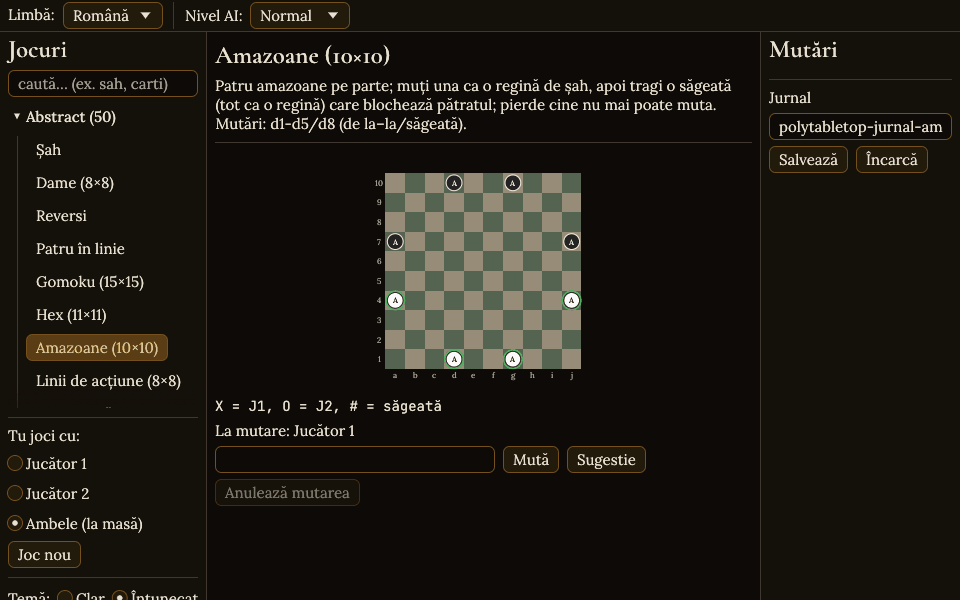 Limbă: Română ▼ Nivel AI: Normal ▼
Jocuri
caută... (ex. sah, carti)
▼ Abstract (50)
Șah
Dame (8×8)
Reversi
Patru în linie
Gomoku (15×15)
Hex (11×11)
Amazoane (10×10)
Linii de acțiune (8×8)
Tu joci cu:
Jucător 1
Jucător 2
Ambele (la masă)
Joc nou
Temă: Clar Întunecat
Amazoane (10×10)
Patru amazoane pe parte; muți una ca o regină de șah, apoi tragi o săgeată
(tot ca o regină) care blochează pătratul; pierde cine nu mai poate muta.
Mutări: d1-d5/d8 (de la–la/săgeată).
10 A A
9
8
7 A A
6
5
4 A A
3
2
1 A A
a b c d e f g h i j
X = J1, O = J2, # = săgeată
La mutare: Jucător 1
Mută Sugestie
Anulează mutarea
Mutări
Jurnal
polytabletop-jurnal-am
Salvează Încarcă